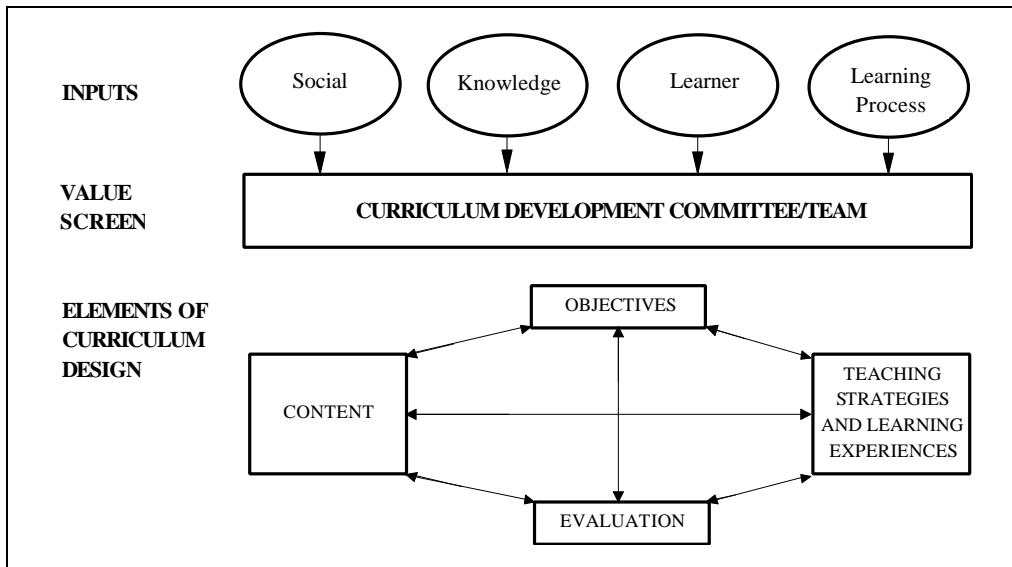 INPUTS
Social
Knowledge
Learner
Learning
Process
VALUE
SCREEN
CURRICULUM DEVELOPMENT COMMITTEE/TEAM
ELEMENTS OF
CURRICULUM
DESIGN
OBJECTIVES
CONTENT
TEACHING
STRATEGIES
AND LEARNING
EXPERIENCES
EVALUATION